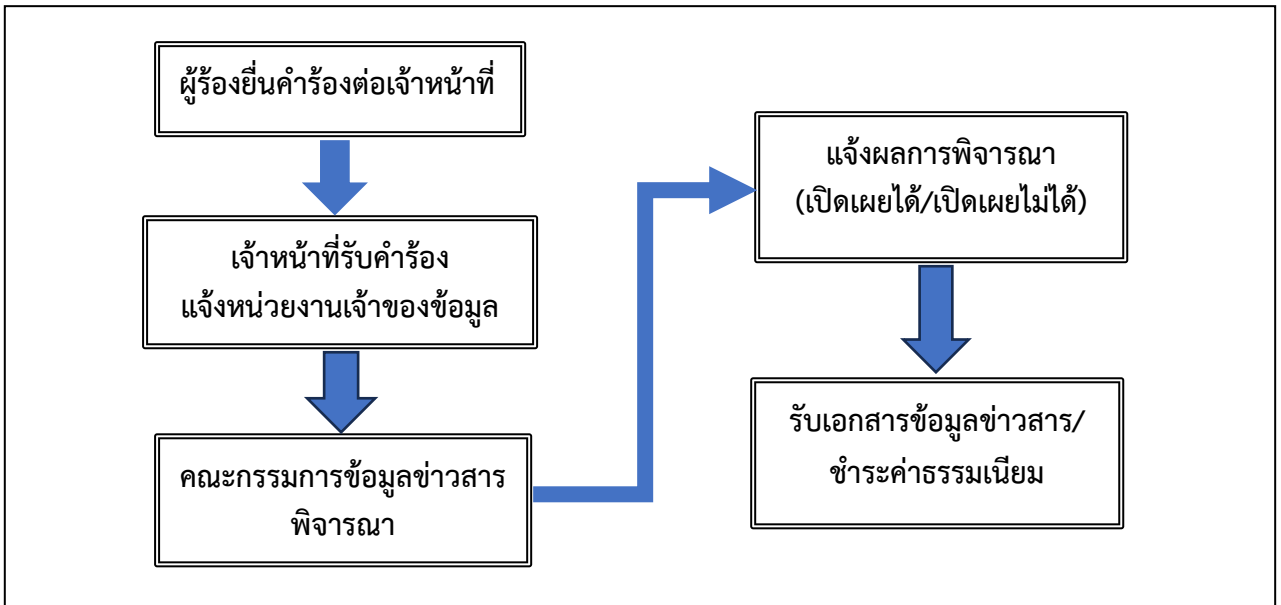 ผู้ร้องยื่นคำร้องต่อเจ้าหน้าที่
เจ้าหน้าที่รับคำร้อง
แจ้งหน่วยงานเจ้าของข้อมูล
คณะกรรมการข้อมูลข่าวสาร
พิจารณา
แจ้งผลการพิจารณา
(เปิดเผยได้/เปิดเผยไม่ได้)
รับเอกสารข้อมูลข่าวสาร/
ชำระค่าธรรมเนียม